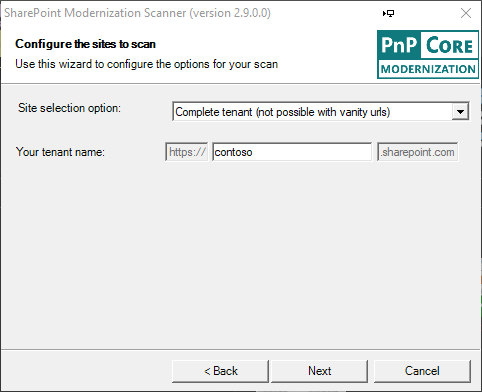 SharePoint Modernization Scanner (version 2.9.0.0)
Configure the sites to scan
Use this wizard to configure the options for your scan
PnP Core
MODERNIZATION
Site selection option:
Complete tenant (not possible with vanity urls)
Your tenant name:
https://
contoso
.sharepoint.com
< Back
Next
Cancel